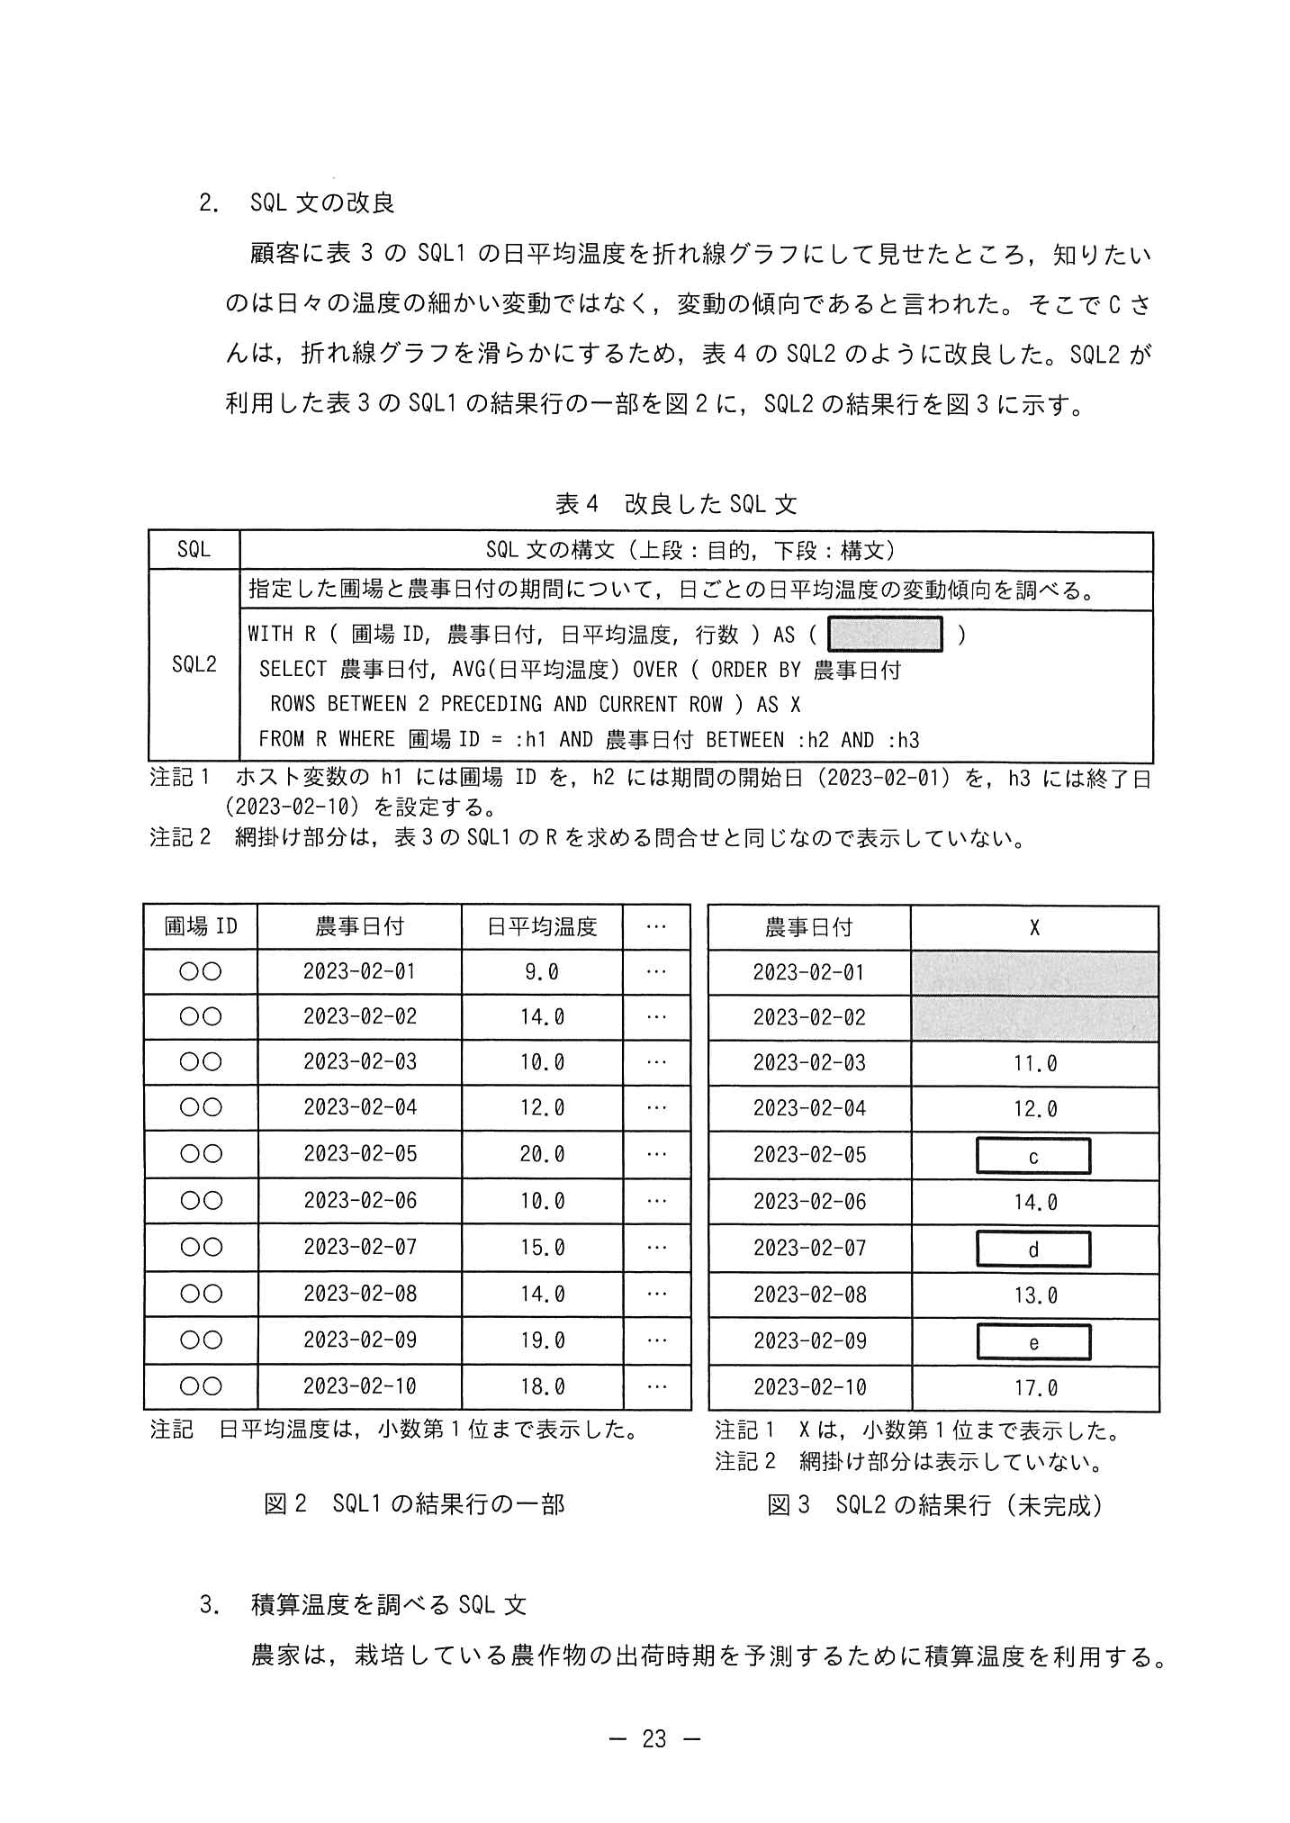 2. SQL 文の改良
顧客に表 3 の SQL1 の日平均温度を折れ線グラフにして見せたところ，知りたい
のは日々の温度の細かい変動ではなく，変動の傾向であると言われた。そこで C さ
んは，折れ線グラフを滑らかにするため，表 4 の SQL2 のように改良した。SQL2 が
利用した表 3 の SQL1 の結果行の一部を図 2 に，SQL2 の結果行を図 3 に示す。
表 4 改良した SQL 文
SQL SQL 文の構文（上段：目的，下段：構文）
指定した圃場と農事日付の期間について，日ごとの日平均温度の変動傾向を調べる。
SQL2
WITH R ( 圃場 ID, 農事日付, 日平均温度, 行数 ) AS ( )
SELECT 農事日付, AVG(日平均温度) OVER ( ORDER BY 農事日付
ROWS BETWEEN 2 PRECEDING AND CURRENT ROW ) AS X
FROM R WHERE 圃場 ID = :h1 AND 農事日付 BETWEEN :h2 AND :h3
注記 1 ホスト変数の h1 には圃場 ID を，h2 には期間の開始日（2023-02-01）を，h3 には終了日
（2023-02-10）を設定する。
注記 2 網掛け部分は，表 3 の SQL1 の R を求める問合せと同じなので表示していない。
圃場 ID 農事日付 日平均温度 …
○○ 2023-02-01 9.0 …
○○ 2023-02-02 14.0 …
○○ 2023-02-03 10.0 …
○○ 2023-02-04 12.0 …
○○ 2023-02-05 20.0 …
○○ 2023-02-06 10.0 …
○○ 2023-02-07 15.0 …
○○ 2023-02-08 14.0 …
○○ 2023-02-09 19.0 …
○○ 2023-02-10 18.0 …
注記 日平均温度は，小数第 1 位まで表示した。
図 2 SQL1 の結果行の一部
農事日付 X
2023-02-01
2023-02-02
2023-02-03 11.0
2023-02-04 12.0
2023-02-05 c
2023-02-06 14.0
2023-02-07 d
2023-02-08 13.0
2023-02-09 e
2023-02-10 17.0
注記 1 X は，小数第 1 位まで表示した。
注記 2 網掛け部分は表示していない。
図 3 SQL2 の結果行（未完成）
3. 積算温度を調べる SQL 文
農家は，栽培している農作物の出荷時期を予測するために積算温度を利用する。
－ 23 －